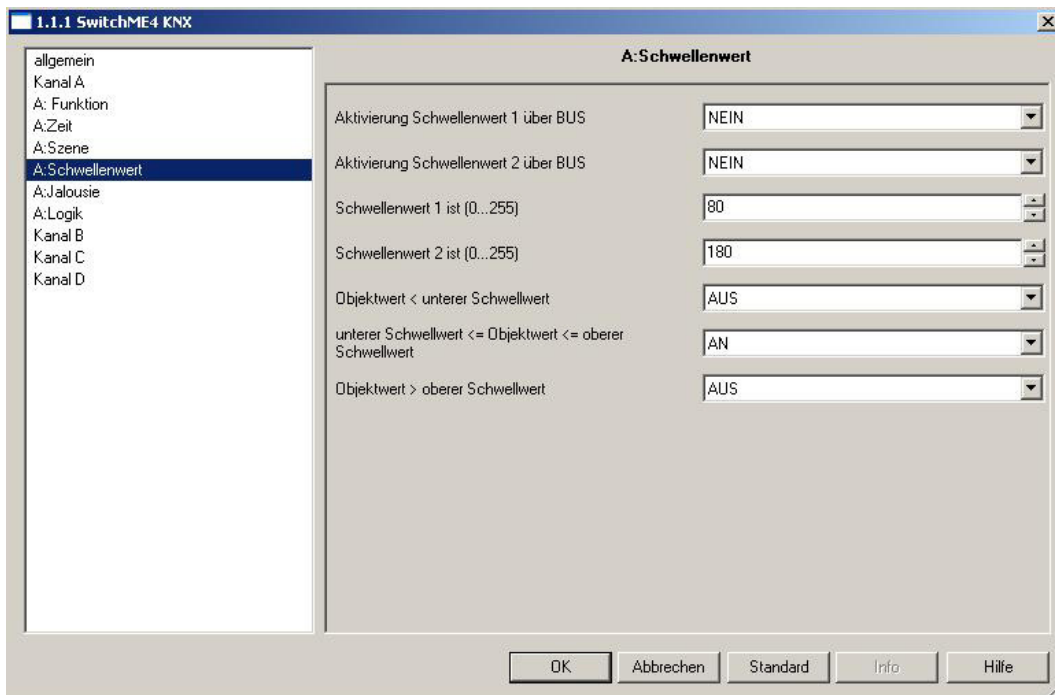 1.1.1 SwitchME4 KNX
allgemein
Kanal A
A: Funktion
A:Zeit
A:Szene
A:Schwellenwert
A:Jalousie
A:Logik
Kanal B
Kanal C
Kanal D
A:Schwellenwert
Aktivierung Schwellenwert 1 über BUS
NEIN
Aktivierung Schwellenwert 2 über BUS
NEIN
Schwellenwert 1 ist (0...255)
80
Schwellenwert 2 ist (0...255)
180
Objektwert < unterer Schwellwert
AUS
unterer Schwellwert <= Objektwert <= oberer
Schwellwert
AN
Objektwert > oberer Schwellwert
AUS
OK
Abbrechen
Standard
Info
Hilfe